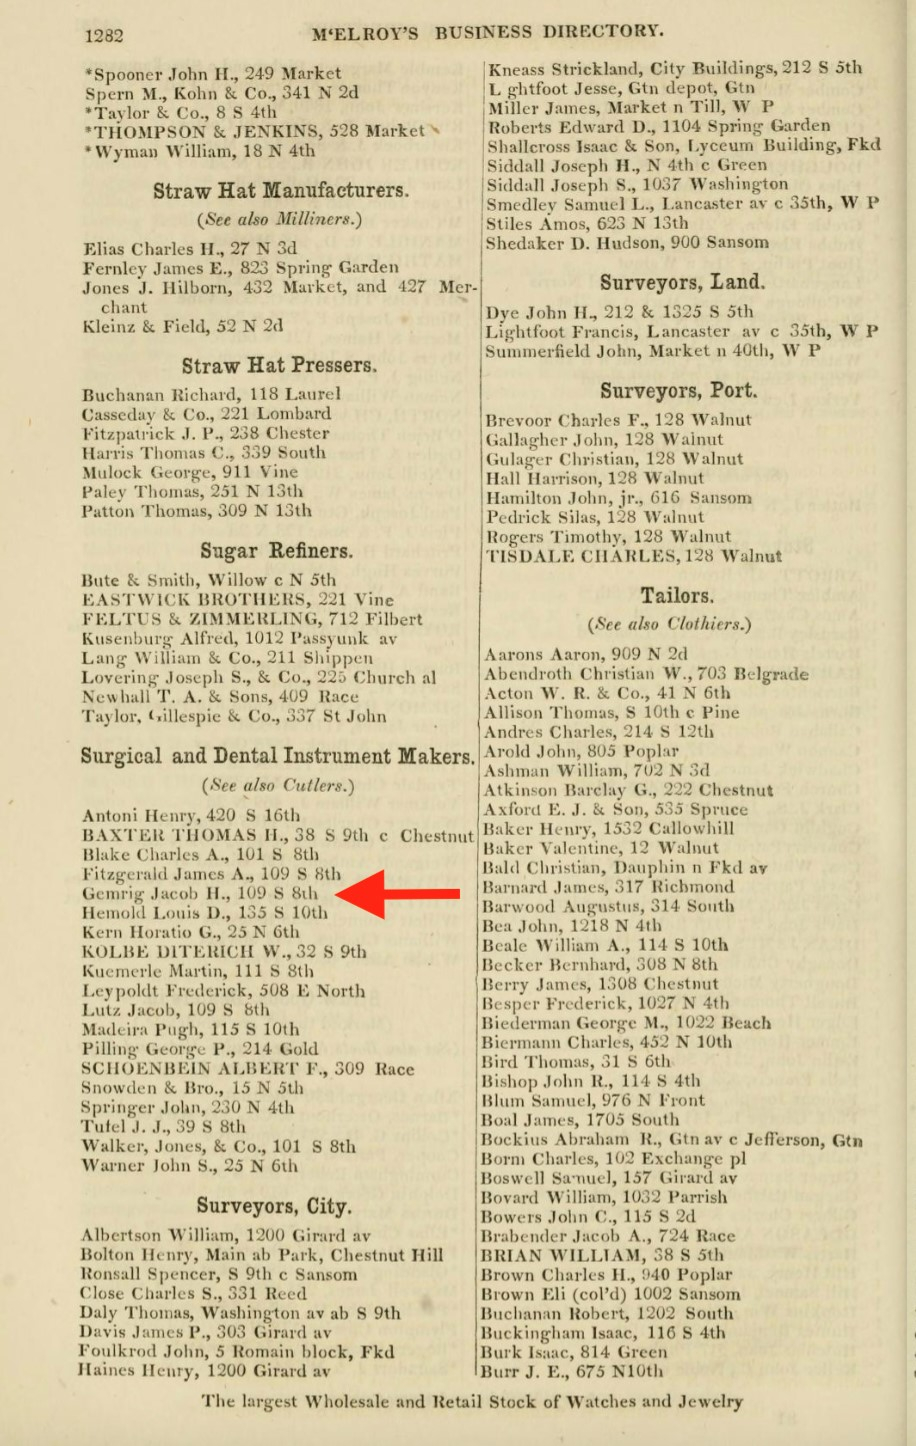 1282
M'ELROY'S BUSINESS DIRECTORY.
*Spooner John H., 249 Market
Spern M., Kohn & Co., 341 N 2d
*Taylor & Co., 8 S 4th
*THOMPSON & JENKINS, 528 Market
*Wyman William, 18 N 4th
Straw Hat Manufacturers.
(See also Milliners.)
Elias Charles H., 27 N 3d
Fernley James E., 823 Spring Garden
Jones J. Hilborn, 432 Market, and 427 Mer-
chant
Kleinz & Field, 52 N 2d
Straw Hat Pressers.
Buchanan Richard, 118 Laurel
Casseday & Co., 221 Lombard
Fitzpatrick J. P., 238 Chester
Harris Thomas C., 339 South
Mulock George, 911 Vine
Paley Thomas, 251 N 13th
Patton Thomas, 309 N 13th
Sugar Refiners.
Bute & Smith, Willow c N 5th
EASTWICK BROTHERS, 221 Vine
FELTUS & ZIMMERLING, 712 Filbert
Kusenburg Alfred, 1012 Passyunk av
Lang William & Co., 211 Shippen
Lovering Joseph S., & Co., 225 Church al
Newhall T. A. & Sons, 409 Race
Taylor, Gillespie & Co., 337 St John
Surgical and Dental Instrument Makers.
(See also Cutlers.)
Antoni Henry, 420 S 16th
BAXTER THOMAS H., 38 S 9th c Chestnut
Blake Charles A., 101 S 8th
Fitzgerald James A., 109 S 8th
Gemrig Jacob H., 109 S 8th
Hemold Louis D., 135 S 10th
Kern Horatio G., 25 N 6th
KOLBE DITERICH W., 32 S 9th
Kuemerle Martin, 111 S 8th
Leypoldt Frederick, 508 E North
Lutz Jacob, 109 S 8th
Madeira Pugh, 115 S 10th
Pilling George P., 214 Gold
SCHOENBEIN ALBERT F., 309 Race
Snowden & Bro., 15 N 5th
Springer John, 230 N 4th
Tufel J. J., 39 S 8th
Walker, Jones, & Co., 101 S 8th
Warner John S., 25 N 6th
Surveyors, City.
Albertson William, 1200 Girard av
Bolton Henry, Main ab Park, Chestnut Hill
Bonsall Spencer, S 9th c Sansom
Close Charles S., 331 Reed
Daly Thomas, Washington av ab S 9th
Davis James P., 303 Girard av
Foulkrod John, 5 Romain block, Fkd
Haines Henry, 1200 Girard av
Kneass Strickland, City Buildings, 212 S 5th
L ghtfoot Jesse, Gtn depot, Gtn
Miller James, Market n Till, W P
Roberts Edward D., 1104 Spring Garden
Shallcross Isaac & Son, Lyceum Building, Fkd
Siddall Joseph H., N 4th c Green
Siddall Joseph S., 1037 Washington
Smedley Samuel L., Lancaster av c 35th, W P
Stiles Amos, 623 N 13th
Shedaker D. Hudson, 900 Sansom
Surveyors, Land.
Dye John H., 212 & 1325 S 5th
Lightfoot Francis, Lancaster av c 35th, W P
Summerfield John, Market n 40th, W P
Surveyors, Port.
Brevoor Charles F., 128 Walnut
Gallagher John, 128 Walnut
Gulager Christian, 128 Walnut
Hall Harrison, 128 Walnut
Hamilton John, jr., 616 Sansom
Pedrick Silas, 128 Walnut
Rogers Timothy, 128 Walnut
TISDALE CHARLES, 128 Walnut
Tailors.
(See also Clothiers.)
Aarons Aaron, 909 N 2d
Abendroth Christian W., 703 Belgrade
Acton W. R. & Co., 41 N 6th
Allison Thomas, S 10th c Pine
Andres Charles, 214 S 12th
Arold John, 805 Poplar
Ashman William, 702 N 3d
Atkinson Barclay G., 222 Chestnut
Axford E. J. & Son, 535 Spruce
Baker Henry, 1532 Callowhill
Baker Valentine, 12 Walnut
Bald Christian, Dauphin n Fkd av
Barnard James, 317 Richmond
Barwood Augustus, 314 South
Bea John, 1218 N 4th
Beale William A., 114 S 10th
Becker Bernhard, 308 N 8th
Berry James, 1308 Chestnut
Besper Frederick, 1027 N 4th
Biederman George M., 1022 Beach
Biermann Charles, 452 N 10th
Bird Thomas, 31 S 6th
Bishop John R., 114 S 4th
Blum Samuel, 976 N Front
Boal James, 1705 South
Bockius Abraham R., Gtn av c Jefferson, Gtn
Borm Charles, 102 Exchange pl
Boswell Samuel, 157 Girard av
Bovard William, 1032 Parrish
Bowers John C., 115 S 2d
Brabender Jacob A., 724 Race
BRIAN WILLIAM, 38 S 5th
Brown Charles H., 940 Poplar
Brown Eli (col'd) 1002 Sansom
Buchanan Robert, 1202 South
Buckingham Isaac, 116 S 4th
Burk Isaac, 814 Green
Burr J. E., 675 N10th
The largest Wholesale and Retail Stock of Watches and Jewelry